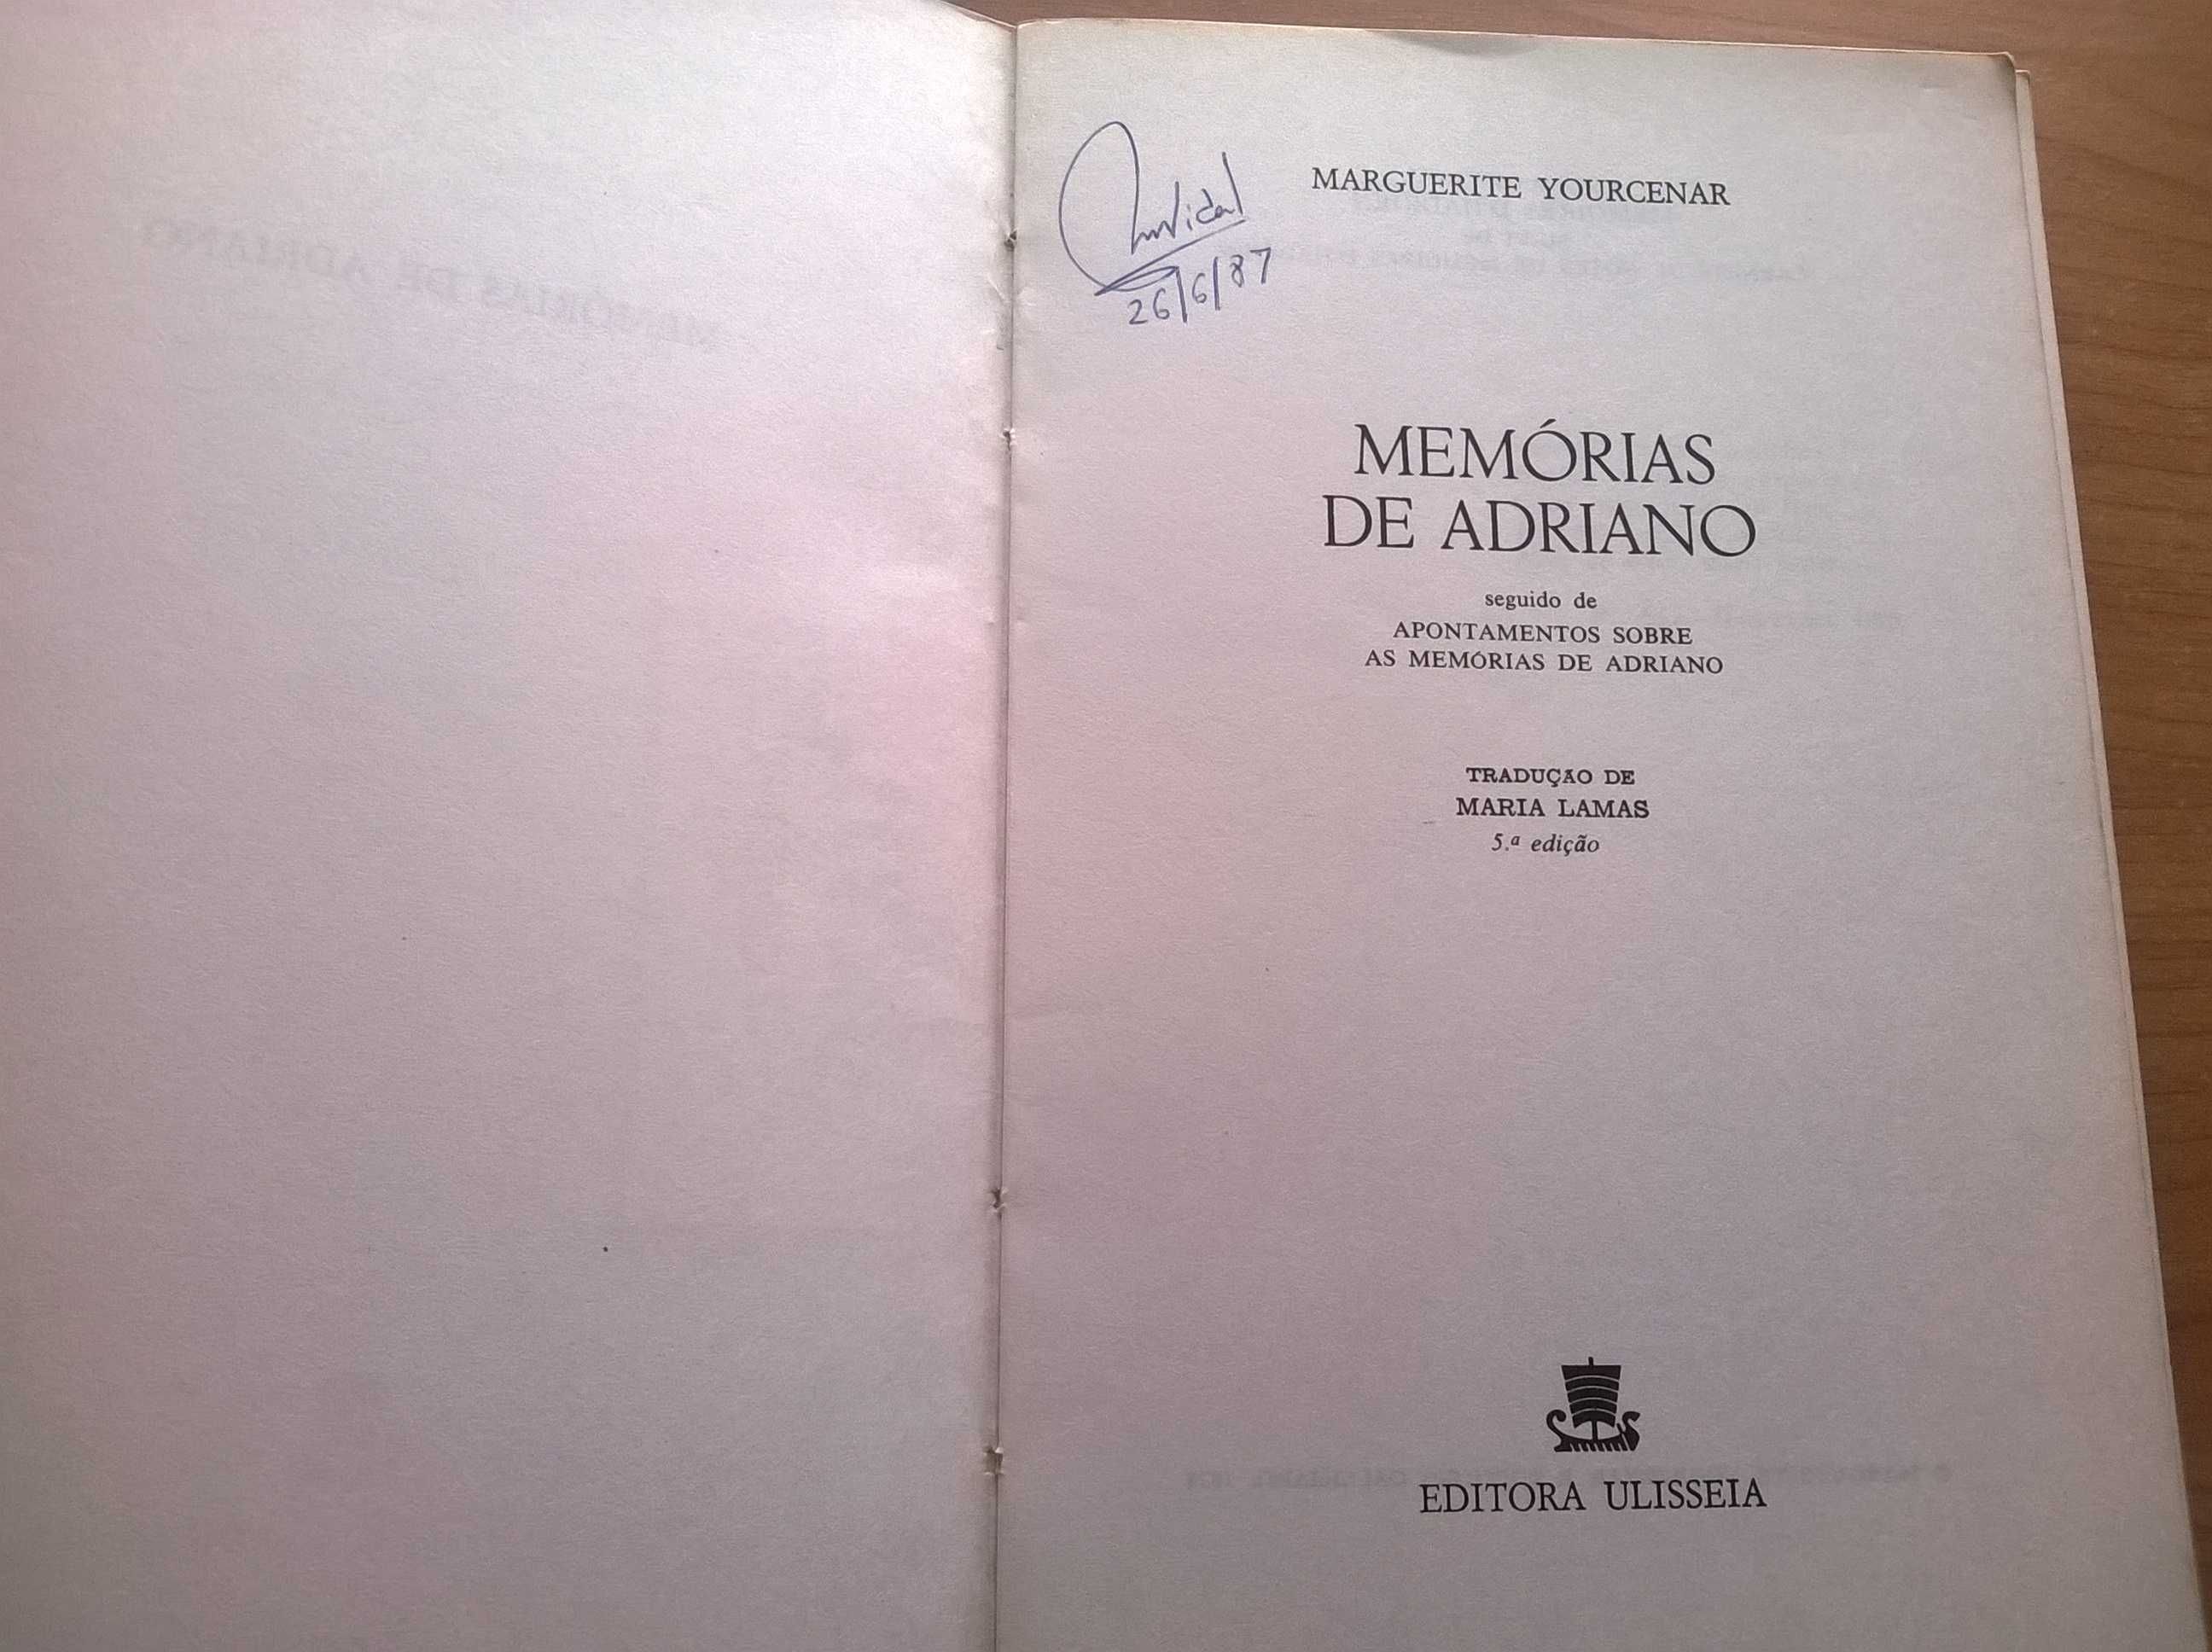 Vidal
26/6/87
MARGUERITE YOURCENAR
MEMÓRIAS
DE ADRIANO
seguido de
APONTAMENTOS SOBRE
AS MEMÓRIAS DE ADRIANO
TRADUÇÃO DE
MARIA LAMAS
5.ª edição
EDITORA ULISSEIA